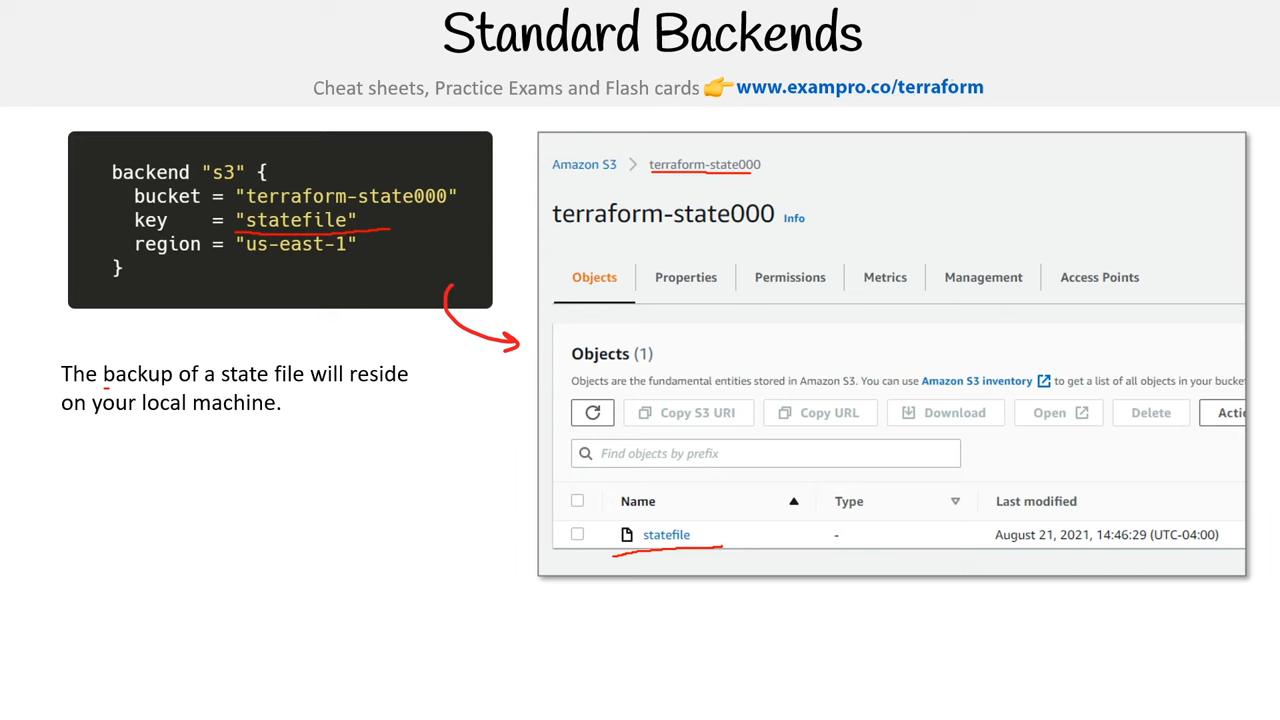 Standard Backends
Cheat sheets, Practice Exams and Flash cards 👉 www.exampro.co/terraform
backend "s3" {
bucket = "terraform-state000"
key = "statefile"
region = "us-east-1"
}
The backup of a state file will reside
on your local machine.
Amazon S3 > terraform-state000
terraform-state000 Info
Objects Properties Permissions Metrics Management Access Points
Objects (1)
Objects are the fundamental entities stored in Amazon S3. You can use Amazon S3 inventory to get a list of all objects in your bucke
Copy S3 URI Copy URL Download Open Delete Acti
Find objects by prefix
Name Type Last modified
statefile - August 21, 2021, 14:46:29 (UTC-04:00)